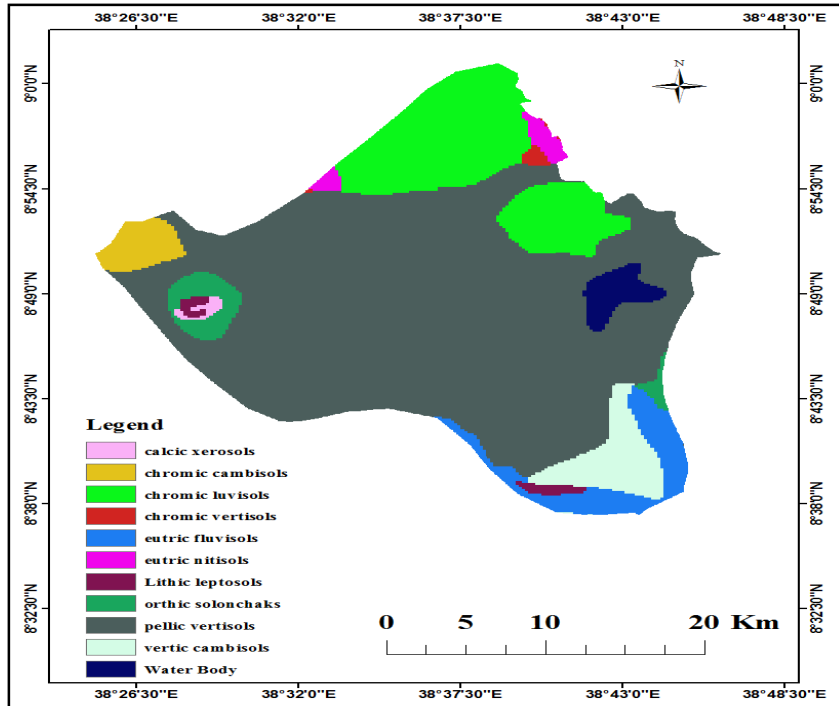 38°26'30"E 38°32'0"E 38°37'30"E 38°43'0"E 38°48'30"E
N
9°0'0"N 9°0'0"N
8°54'30"N 8°54'30"N
8°49'0"N 8°49'0"N
8°43'30"N 8°43'30"N
8°38'0"N 8°38'0"N
8°32'30"N 8°32'30"N
Legend
calcic xerosols
chromic cambisols
chromic luvisols
chromic vertisols
eutric fluvisols
eutric nitisols
Lithic leptosols
orthic solonchaks
pellic vertisols
vertic cambisols
Water Body
0 5 10 20 Km
38°26'30"E 38°32'0"E 38°37'30"E 38°43'0"E 38°48'30"E